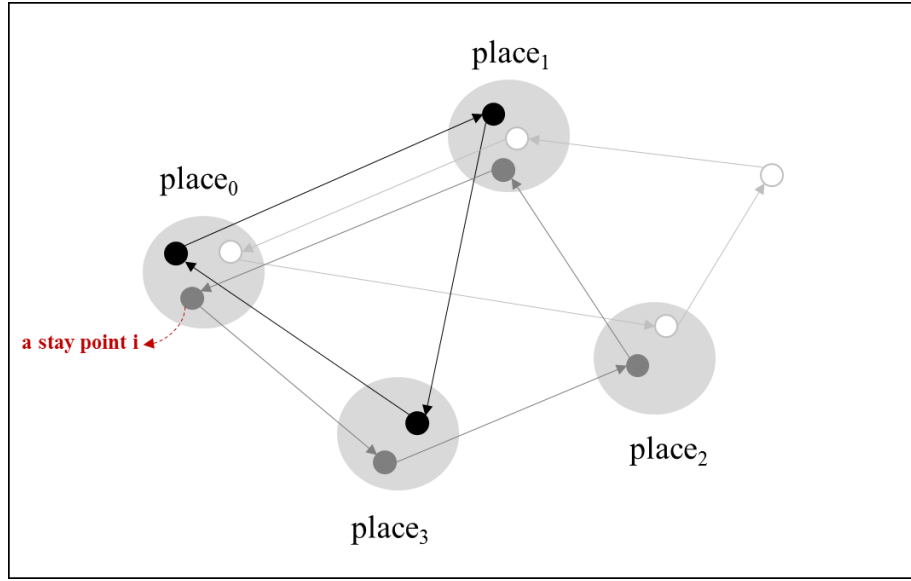 place₁
place₀
a stay point i
place₂
place₃